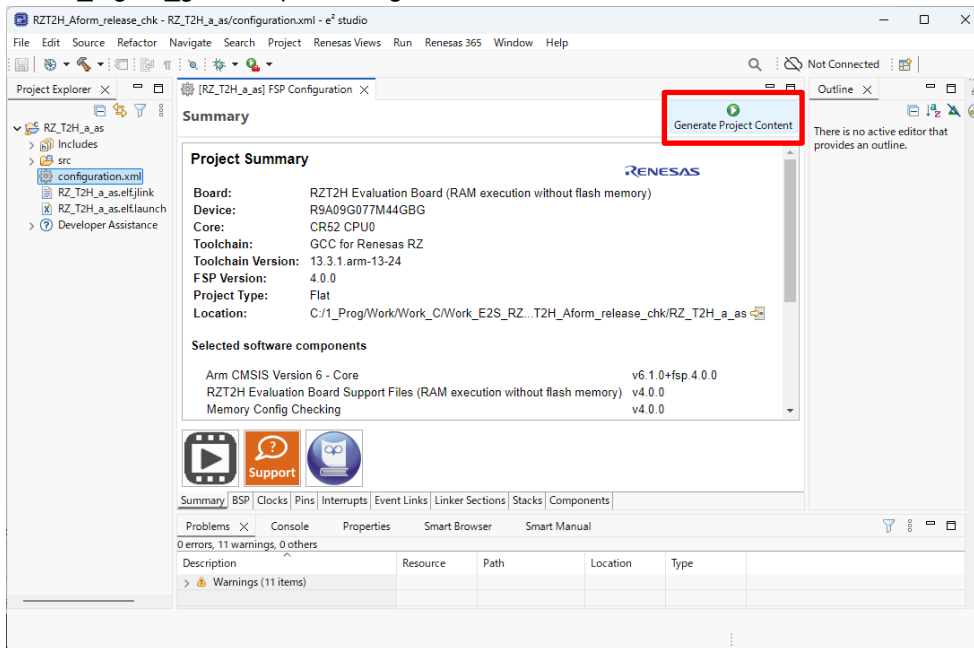 RZT2H_Aform_release_chk - RZ_T2H_a_as/configuration.xml - e² studio
File Edit Source Refactor Navigate Search Project Renesas Views Run Renesas 365 Window Help
Not Connected
Project Explorer
[RZ_T2H_a_as] FSP Configuration
Outline
Summary
Generate Project Content
There is no active editor that
provides an outline.
RZ_T2H_a_as
Includes
src
configuration.xml
RZ_T2H_a_as.elf.jlink
RZ_T2H_a_as.elf.launch
Developer Assistance
Project Summary
RENESAS
Board: RZT2H Evaluation Board (RAM execution without flash memory)
Device: R9A09G077M44GBG
Core: CR52 CPU0
Toolchain: GCC for Renesas RZ
Toolchain Version: 13.3.1.arm-13-24
FSP Version: 4.0.0
Project Type: Flat
Location: C:/1_Prog/Work/Work_C/Work_E2S_RZ...T2H_Aform_release_chk/RZ_T2H_a_as
Selected software components
Arm CMSIS Version 6 - Core v6.1.0+fsp.4.0.0
RZT2H Evaluation Board Support Files (RAM execution without flash memory) v4.0.0
Memory Config Checking v4.0.0
Support
Summary BSP Clocks Pins Interrupts Event Links Linker Sections Stacks Components
Problems Console Properties Smart Browser Smart Manual
0 errors, 11 warnings, 0 others
Description Resource Path Location Type
Warnings (11 items)